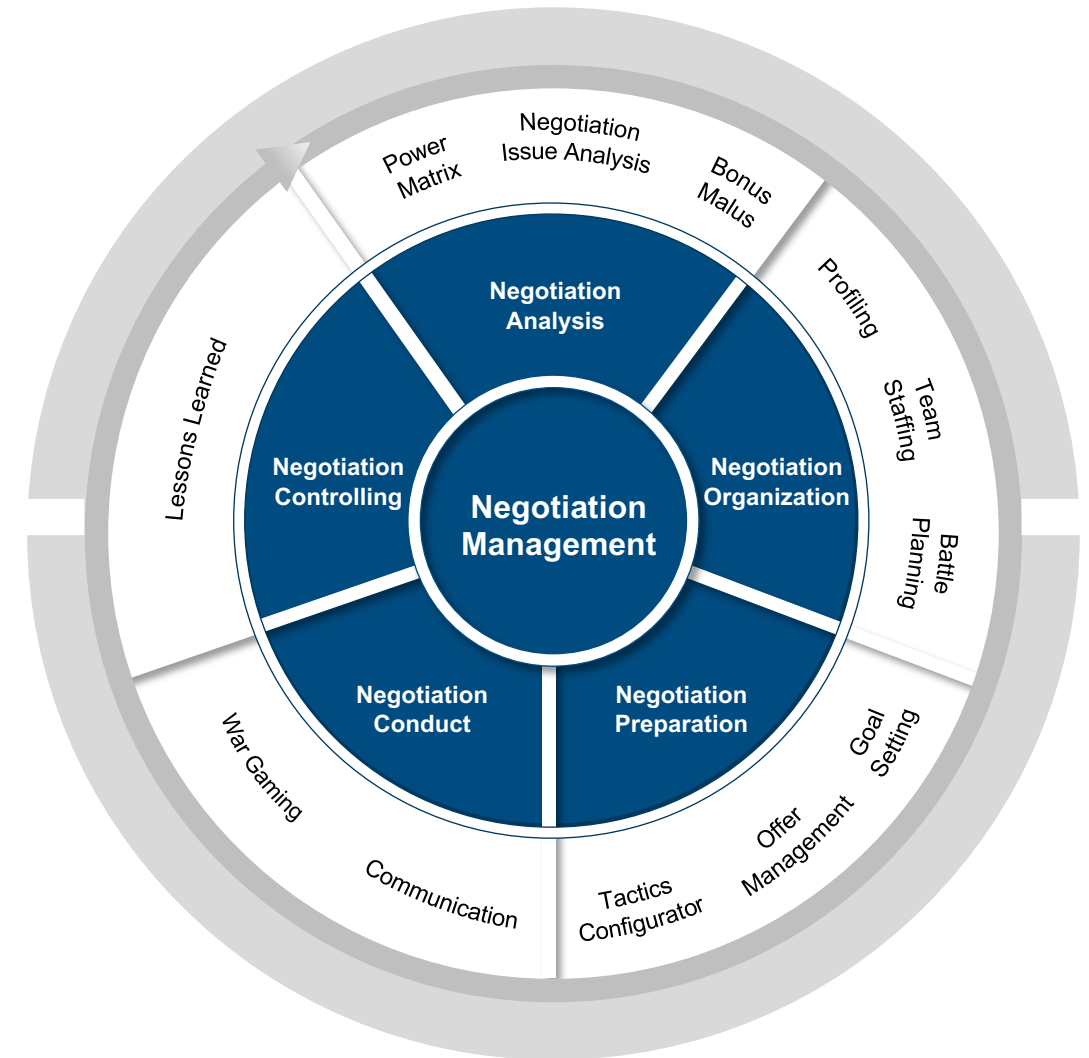 Power
Matrix
Negotiation
Issue Analysis
Bonus
Malus
Profiling
Team
Staffing
Battle
Planning
Goal
Setting
Offer
Management
Tactics
Configurator
Communication
War Gaming
Lessons Learned
Negotiation
Analysis
Negotiation
Organization
Negotiation
Preparation
Negotiation
Conduct
Negotiation
Controlling
Negotiation
Management